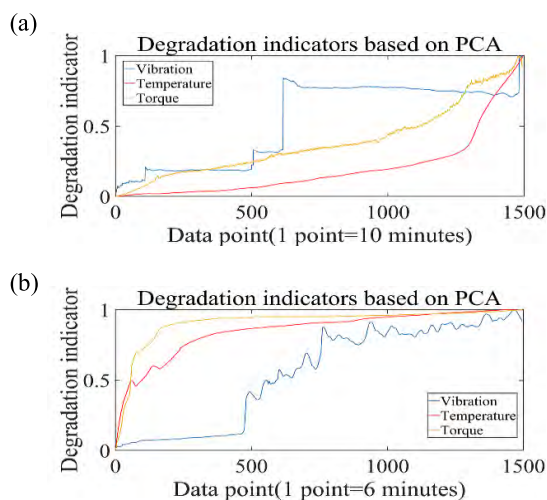 (a)
Degradation indicators based on PCA
Degradation indicator
1
0.5
0
Vibration
Temperature
Torque
0 500 1000 1500
Data point(1 point=10 minutes)
(b)
Degradation indicators based on PCA
Degradation indicator
1
0.5
0
Vibration
Temperature
Torque
0 500 1000 1500
Data point(1 point=6 minutes)